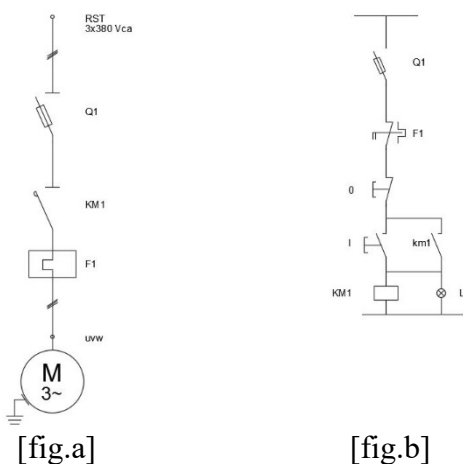 RST
3x380 Vca
Q1
KM1
F1
uvw
M
3~
[fig.a]
Q1
F1
0
I
km1
KM1
L
[fig.b]